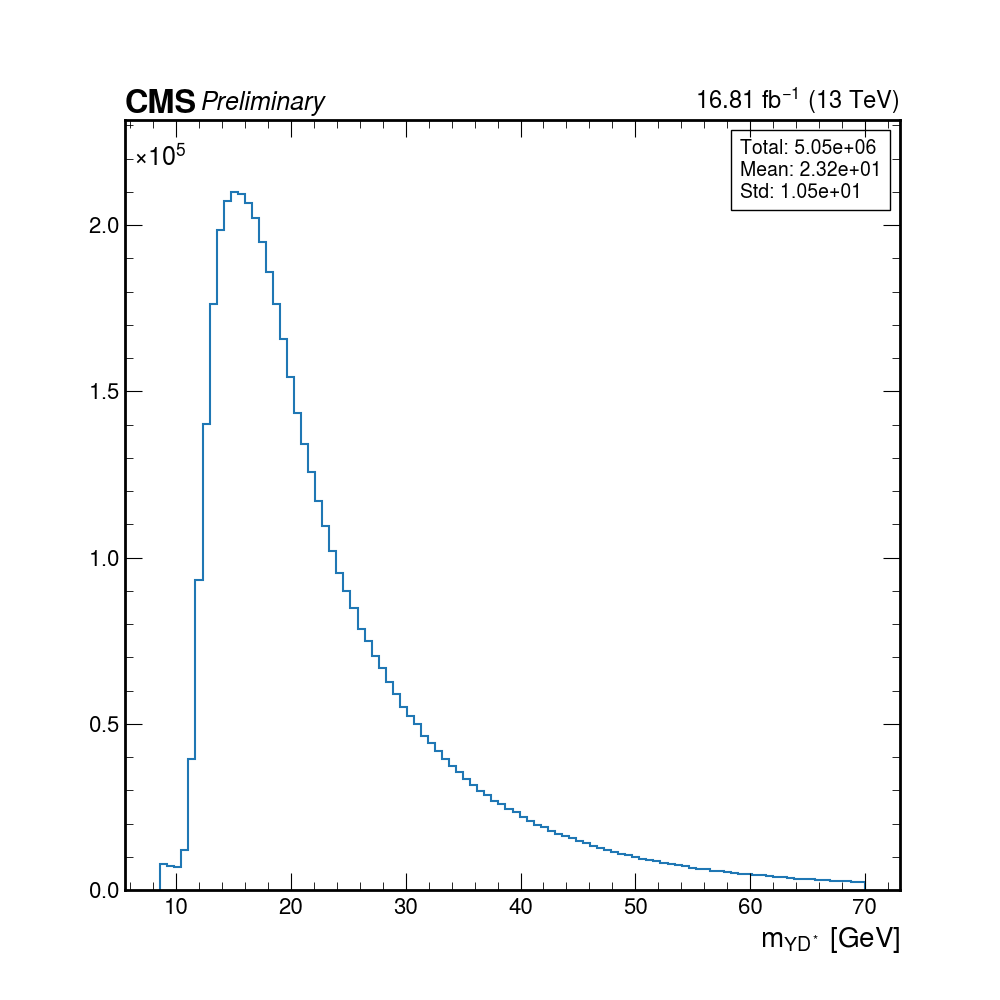 CMS Preliminary 16.81 fb⁻¹ (13 TeV)
×10⁵
Total: 5.05e+06
Mean: 2.32e+01
Std: 1.05e+01
2.0
1.5
1.0
0.5
0.0
10 20 30 40 50 60 70
m_{YD*} [GeV]